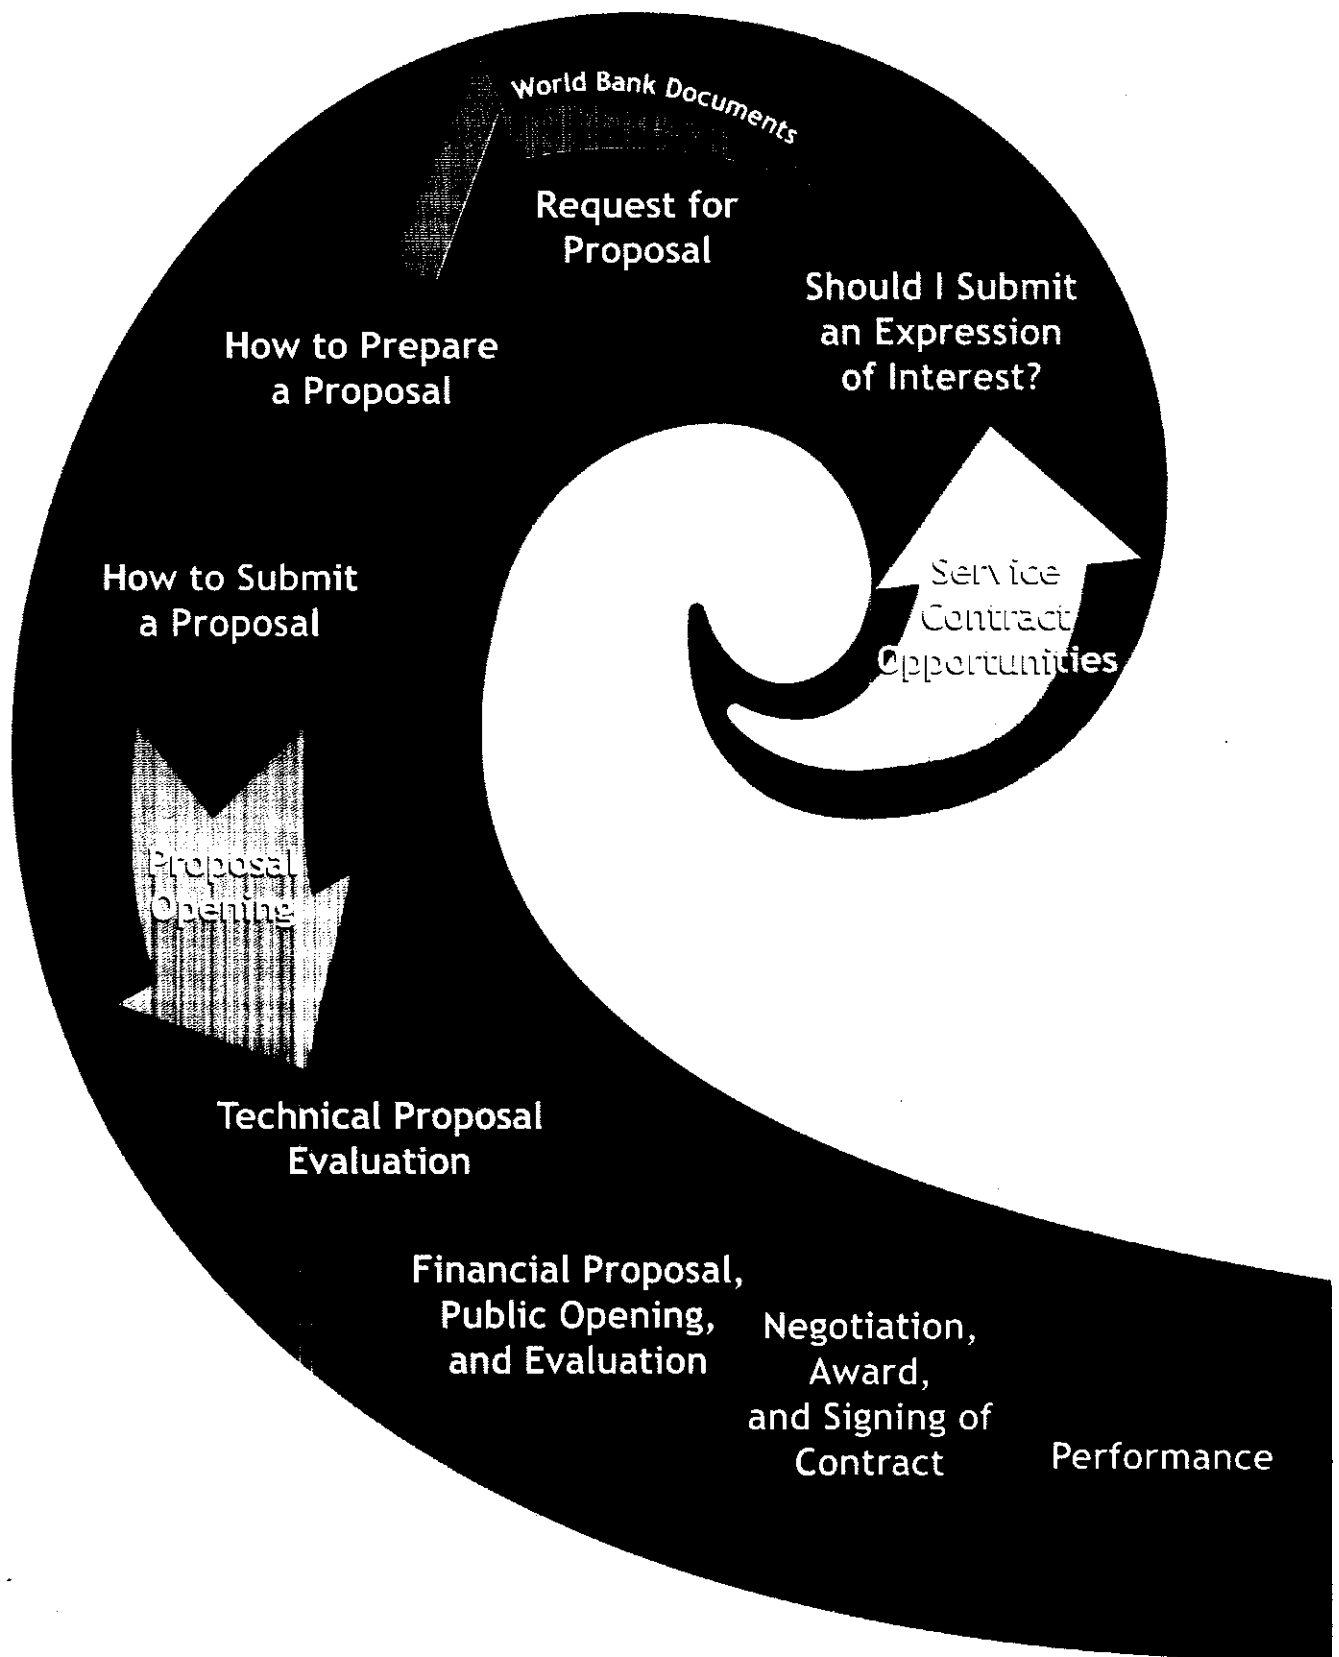 World Bank Documents
Request for
Proposal
Should I Submit
an Expression
of Interest?
How to Prepare
a Proposal
Service
Contract
Opportunities
How to Submit
a Proposal
Proposal
Opening
Technical Proposal
Evaluation
Financial Proposal,
Public Opening,
and Evaluation
Negotiation,
Award,
and Signing of
Contract
Performance